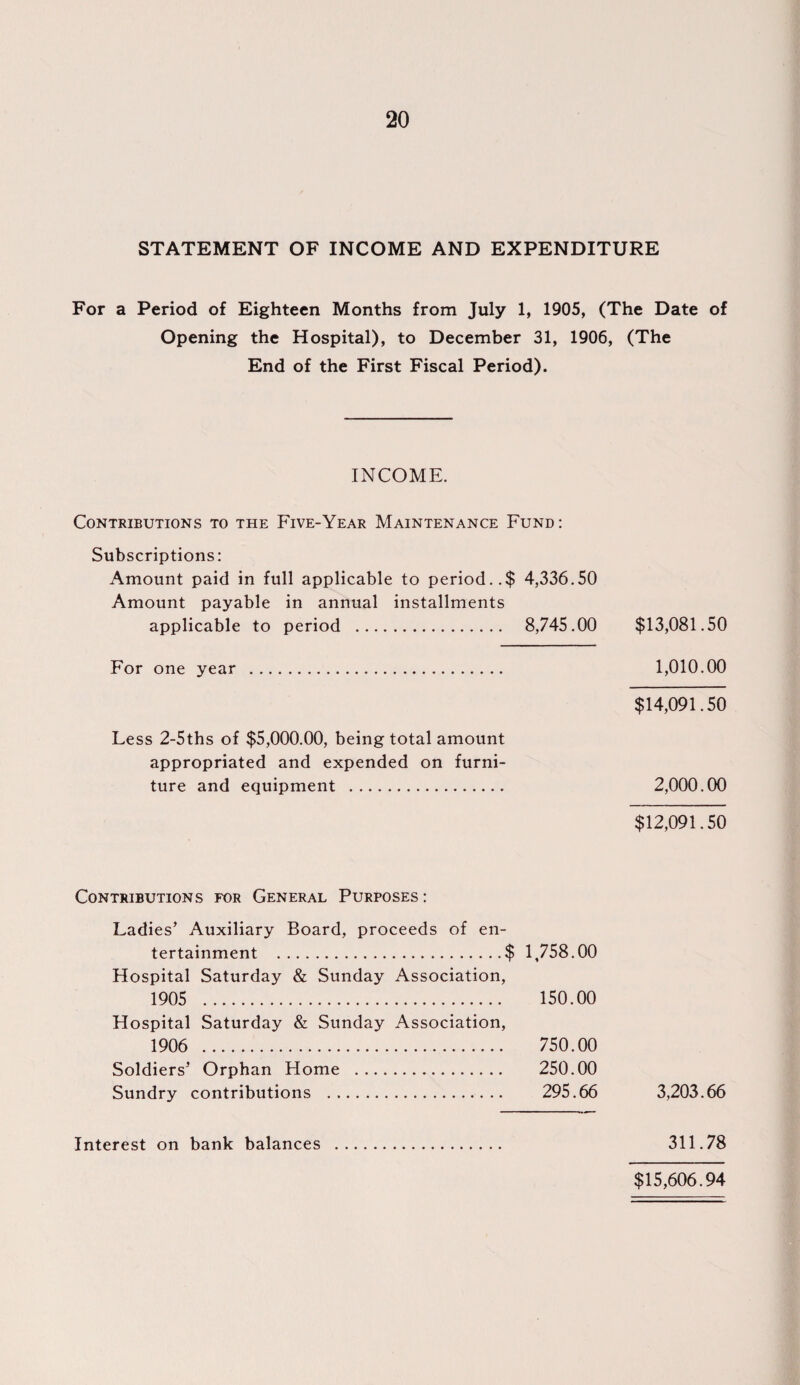 20
STATEMENT OF INCOME AND EXPENDITURE
For a Period of Eighteen Months from July 1, 1905, (The Date of
Opening the Hospital), to December 31, 1906, (The
End of the First Fiscal Period).
INCOME.
Contributions to the Five-Year Maintenance Fund:
Subscriptions:
Amount paid in full applicable to period..$ 4,336.50
Amount payable in annual installments
applicable to period ................ 8,745.00 $13,081.50
For one year ........................... 1,010.00
$14,091.50
Less 2-5ths of $5,000.00, being total amount
appropriated and expended on furni-
ture and equipment ................. 2,000.00
$12,091.50
Contributions for General Purposes:
Ladies' Auxiliary Board, proceeds of en-
tertainment ........................$ 1,758.00
Hospital Saturday & Sunday Association,
1905 ................................ 150.00
Hospital Saturday & Sunday Association,
1906 ................................ 750.00
Soldiers' Orphan Home ................ 250.00
Sundry contributions ................... 295.66 3,203.66
Interest on bank balances .................. 311.78
$15,606.94